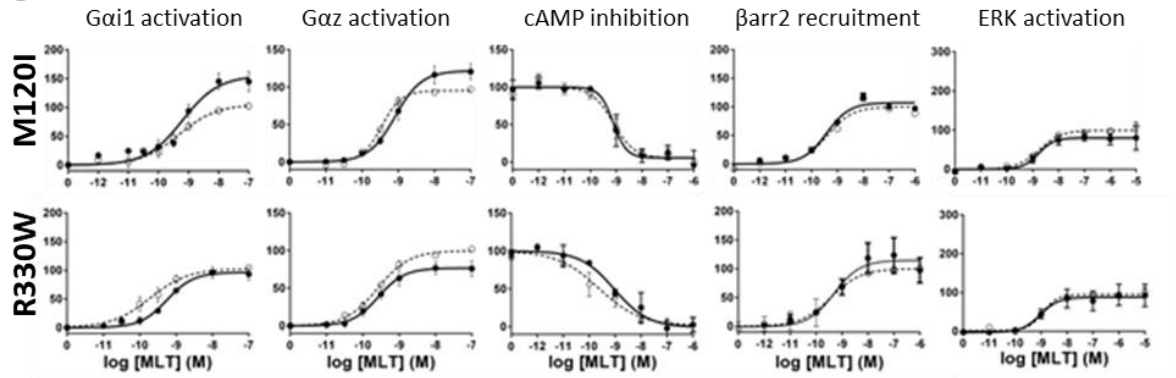 Gαi1 activation
Gαz activation
cAMP inhibition
βarr2 recruitment
ERK activation
M120I
200
150
100
50
0
0 -12 -11 -10 -9 -8 -7
150
100
50
0
0 -11 -10 -9 -8 -7
150
100
50
0
0 -12 -11 -10 -9 -8 -7 -6
200
150
100
50
0
0 -12 -11 -10 -9 -8 -7 -6
300
200
100
0
0 -11 -10 -9 -8 -7 -6 -5
R330W
200
150
100
50
0
0 -11 -10 -9 -8 -7
log [MLT] (M)
150
100
50
0
0 -11 -10 -9 -8 -7
log [MLT] (M)
150
100
50
0
0 -12 -11 -10 -9 -8 -7 -6
log [MLT] (M)
200
150
100
50
0
0 -12 -11 -10 -9 -8 -7 -6
log [MLT] (M)
300
200
100
0
0 -11 -10 -9 -8 -7 -6 -5
log [MLT] (M)